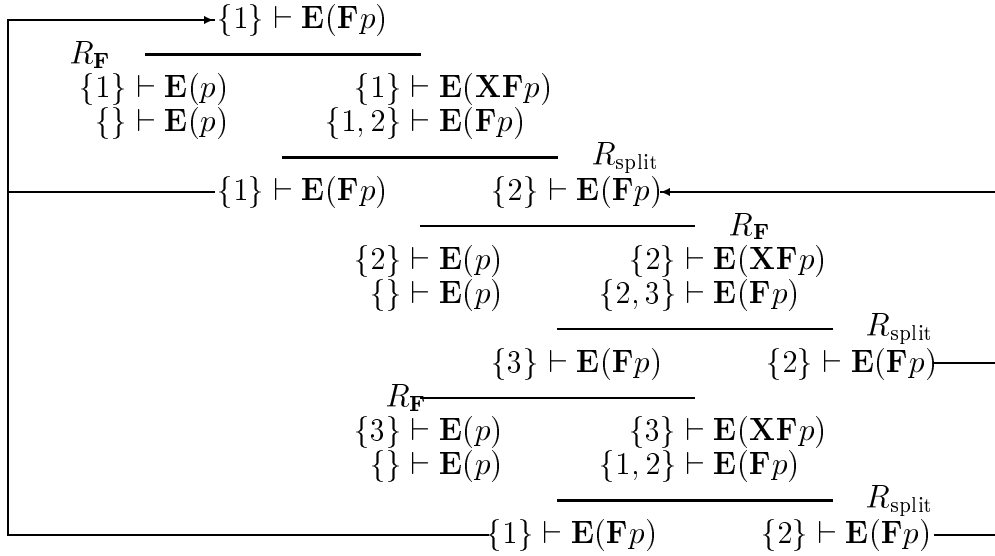 {1} ⊢ E(Fp)
R_F
{1} ⊢ E(p) {1} ⊢ E(XFp)
{} ⊢ E(p) {1, 2} ⊢ E(Fp)
R_split
{1} ⊢ E(Fp) {2} ⊢ E(Fp)
R_F
{2} ⊢ E(p) {2} ⊢ E(XFp)
{} ⊢ E(p) {2, 3} ⊢ E(Fp)
R_split
{3} ⊢ E(Fp) {2} ⊢ E(Fp)
R_F
{3} ⊢ E(p) {3} ⊢ E(XFp)
{} ⊢ E(p) {1, 2} ⊢ E(Fp)
R_split
{1} ⊢ E(Fp) {2} ⊢ E(Fp)